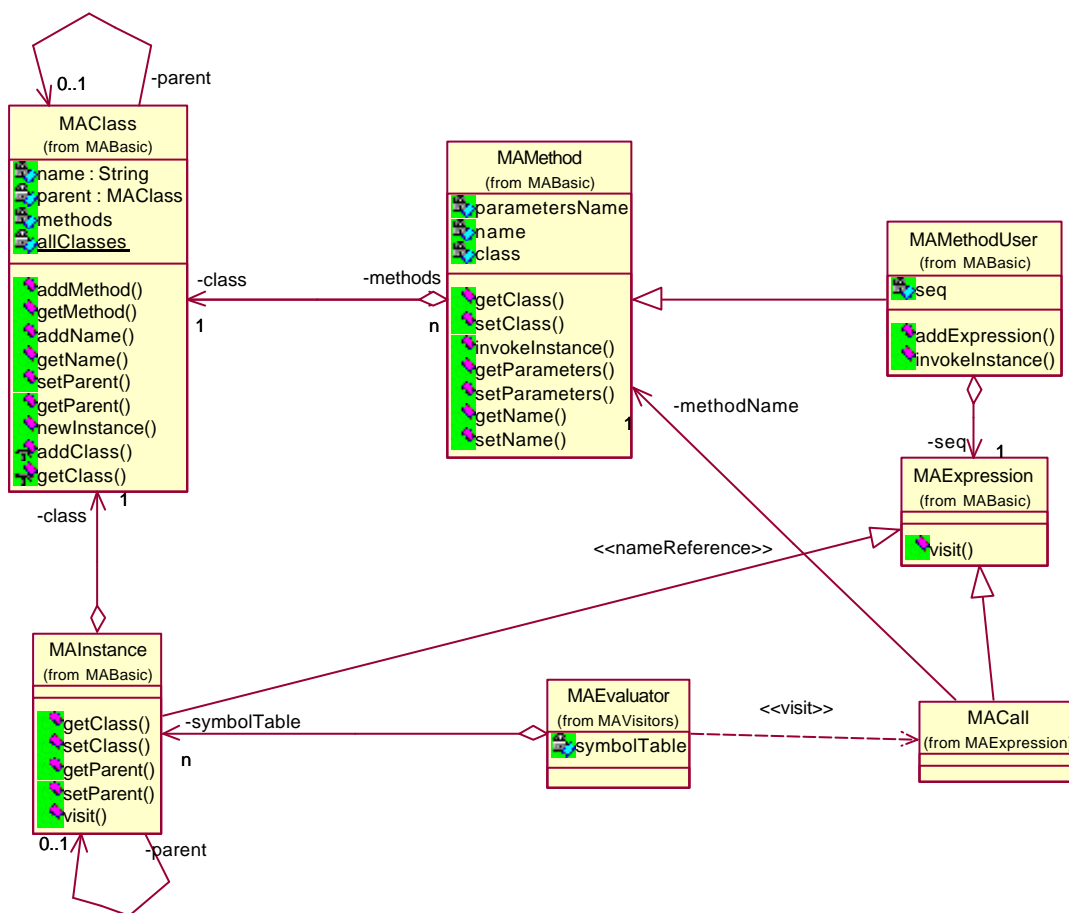 0..1
-parent
MAClass
(from MABasic)
name : String
parent : MAClass
methods
allClasses
addMethod()
getMethod()
addName()
getName()
setParent()
getParent()
newInstance()
addClass()
getClass()
-class
1
-methods
n
MAMethod
(from MABasic)
parametersName
name
class
getClass()
setClass()
invokeInstance()
getParameters()
setParameters()
getName()
setName()
1
MAMethodUser
(from MABasic)
seq
addExpression()
invokeInstance()
-methodName
-seq
1
MAExpression
(from MABasic)
visit()
1
-class
<<nameReference>>
MAInstance
(from MABasic)
getClass()
setClass()
getParent()
setParent()
visit()
-symbolTable
n
MAEvaluator
(from MAVisitors)
symbolTable
<<visit>>
MACall
(from MAExpression)
0..1
-parent